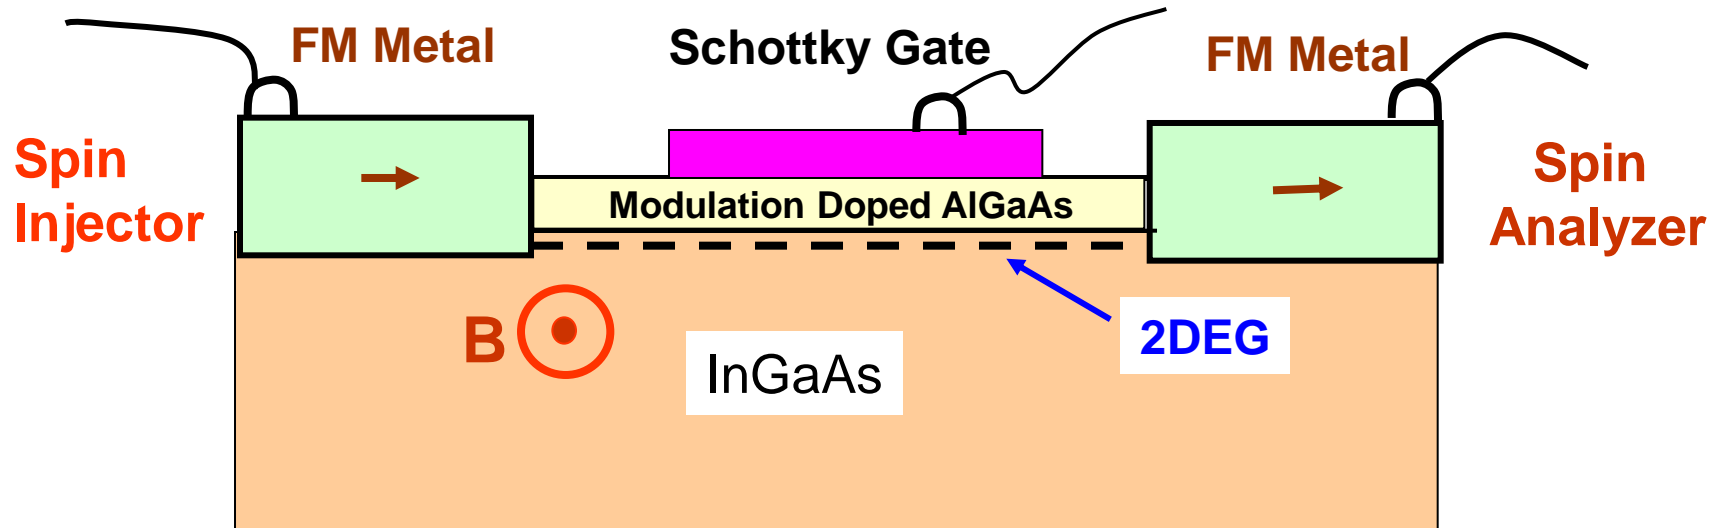 FM Metal
Schottky Gate
FM Metal
Spin
Injector
Modulation Doped AlGaAs
Spin
Analyzer
B
InGaAs
2DEG